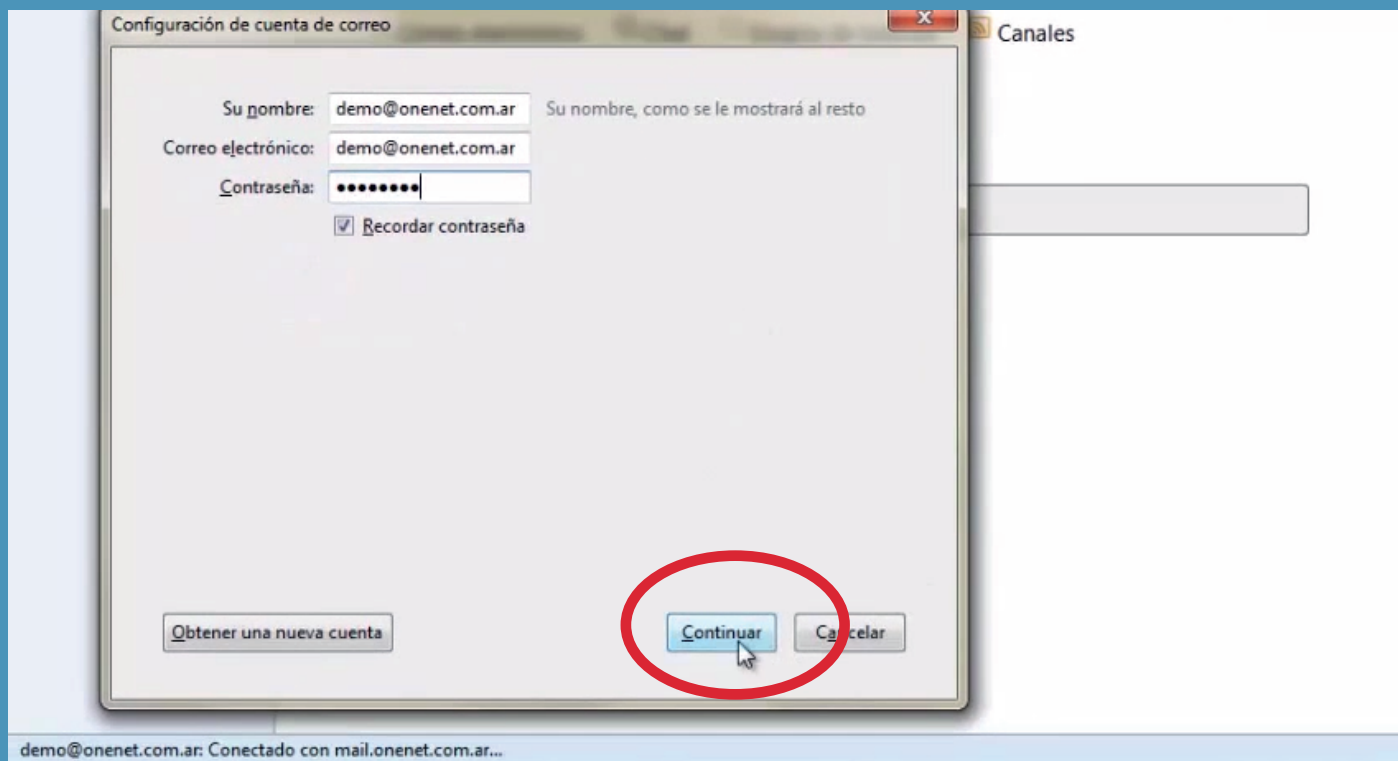 Configuración de cuenta de correo
Canales
Su nombre: demo@onenet.com.ar Su nombre, como se le mostrará al resto
Correo electrónico: demo@onenet.com.ar
Contraseña: ••••••••
Recordar contraseña
Obtener una nueva cuenta Continuar Cancelar
demo@onenet.com.ar: Conectado con mail.onenet.com.ar...